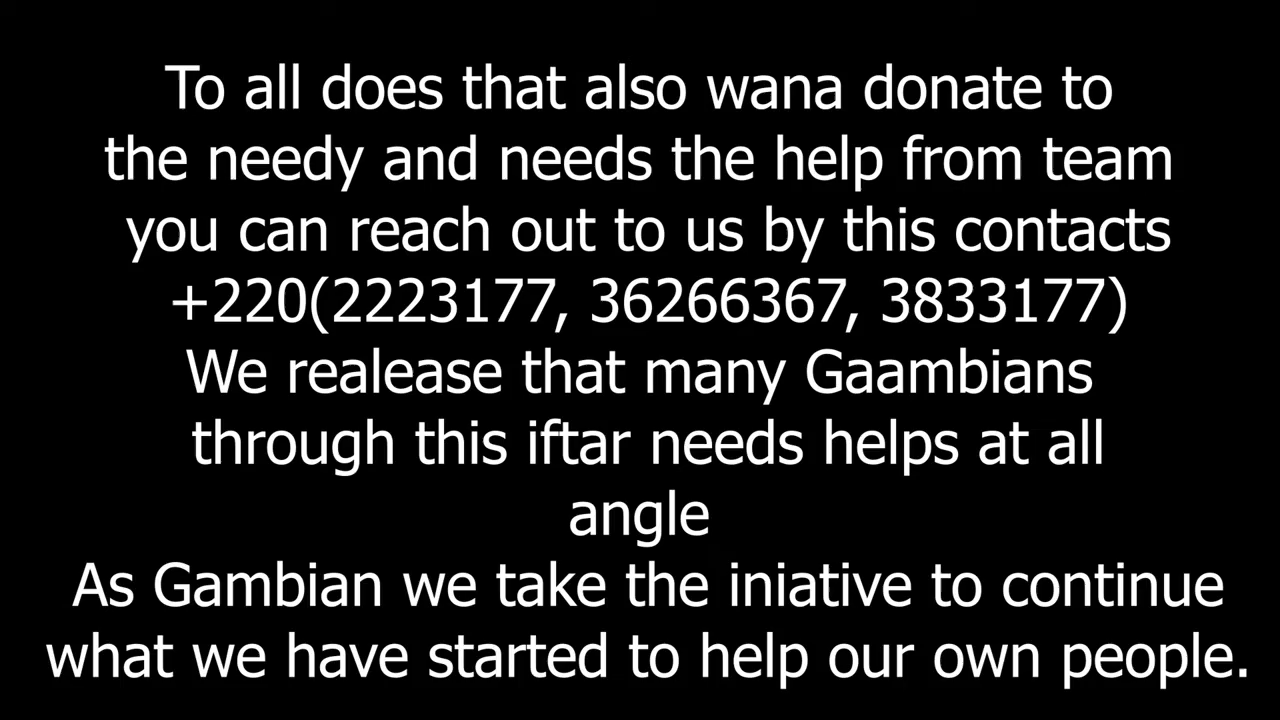 To all does that also wana donate to
the needy and needs the help from team
you can reach out to us by this contacts
+220(2223177, 36266367, 3833177)
We realease that many Gaambians
through this iftar needs helps at all
angle
As Gambian we take the iniative to continue
what we have started to help our own people.